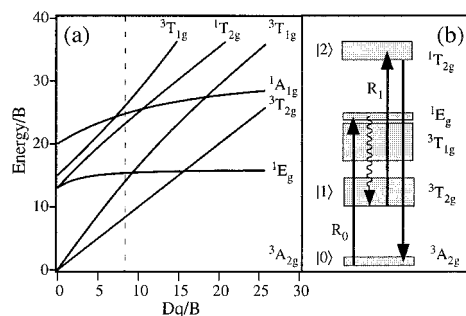 (a)
³T₁g ¹T₂g ³T₁g
¹A₁g
³T₂g
¹Eg
³A₂g
Energy/B
40
30
20
10
0
0 5 10 15 20 25 30
Dq/B
(b)
|2⟩ ¹T₂g
R₁
¹Eg
³T₁g
|1⟩ ³T₂g
R₀
|0⟩ ³A₂g